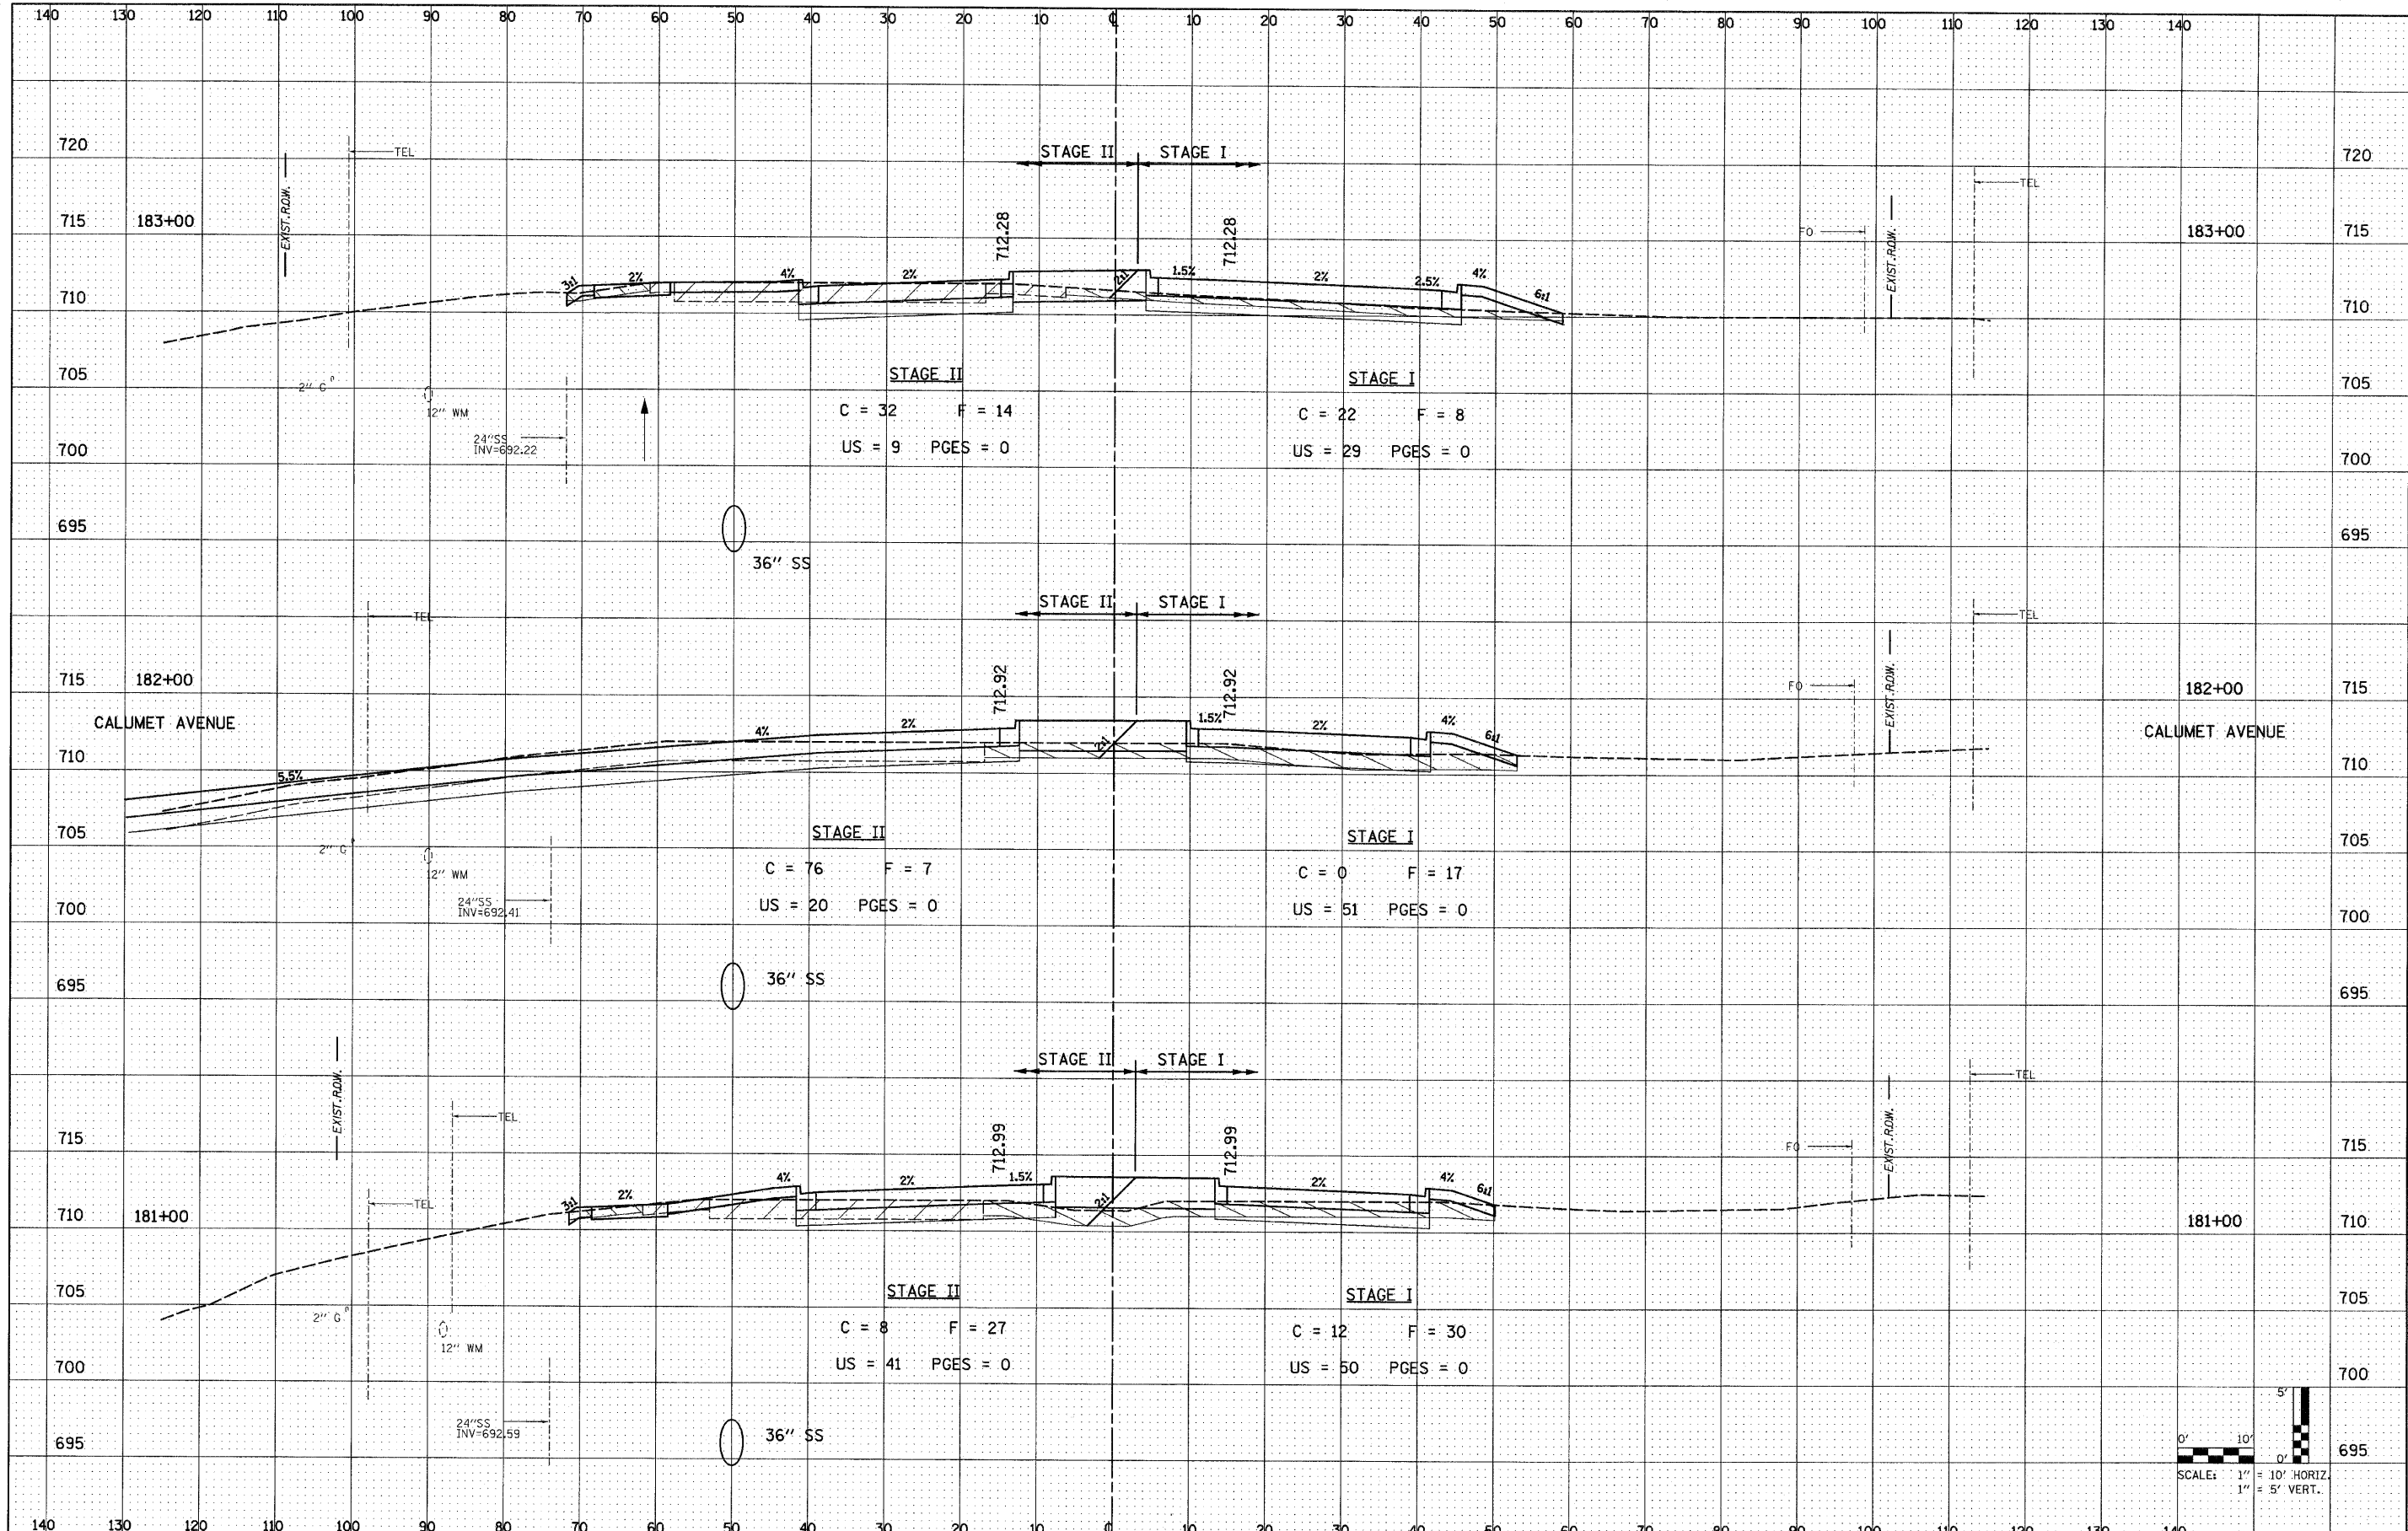 140 130 120 110 100 90 80 70 60 50 40 30 20 10 ℄ 10 20 30 40 50 60 70 80 90 100 110 120 130 140
720 TEL STAGE II STAGE I 720
EXIST. R.O.W. TEL
715 183+00 712.28 712.28 FO EXIST. R.O.W. 183+00 715
3:1 2% 4% 2% 2:1 1.5% 2% 2.5% 4% 6:1
710 710
705 2" G STAGE II STAGE I 705
12" WM C = 32 F = 14 C = 22 F = 8
24"SS
INV=692.22 US = 9 PGES = 0 US = 29 PGES = 0
700 700
695 695
36" SS
TEL STAGE II STAGE I TEL
715 182+00 712.92 712.92 FO EXIST. R.O.W. 182+00 715
CALUMET AVENUE 4% 2% 2:1 1.5% 2% 4% 6:1 CALUMET AVENUE
710 5.5% 710
705 2" G STAGE II STAGE I 705
12" WM C = 76 F = 7 C = 0 F = 17
24"SS
INV=692.41 US = 20 PGES = 0 US = 51 PGES = 0
700 700
695 36" SS 695
STAGE II STAGE I
EXIST. R.O.W. TEL TEL
715 712.99 712.99 FO EXIST. R.O.W. 715
3:1 2% 4% 2% 1.5% 2:1 2% 4% 6:1
TEL
710 181+00 181+00 710
705 2" G STAGE II STAGE I 705
12" WM C = 8 F = 27 C = 12 F = 30
700 US = 41 PGES = 0 US = 60 PGES = 0 700
24"SS
INV=692.59
695 36" SS 695
5'
0' 10' 0'
SCALE: 1" = 10' HORIZ.
1" = 5' VERT.
140 130 120 110 100 90 80 70 60 50 40 30 20 10 ℄ 10 20 30 40 50 60 70 80 90 100 110 120 130 140